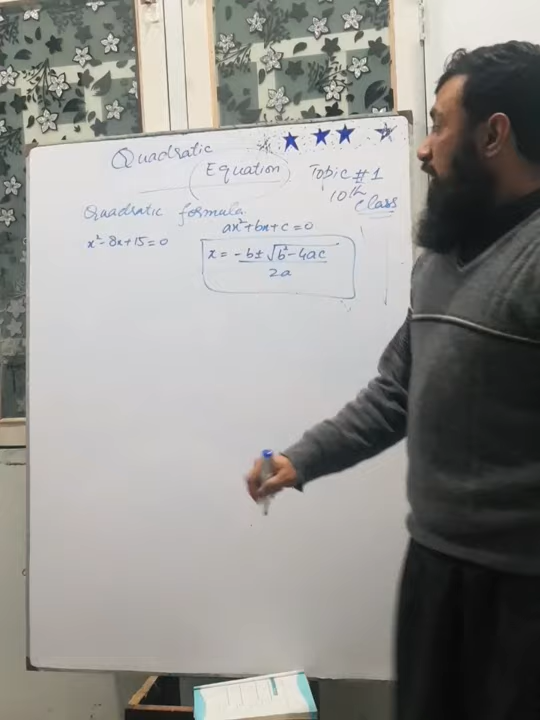 Quadratic
Equation
Topic #1
10th
Class
Quadratic formula
ax²+bx+c=0
x²-8x+15=0
x = -b±√b²-4ac
2a